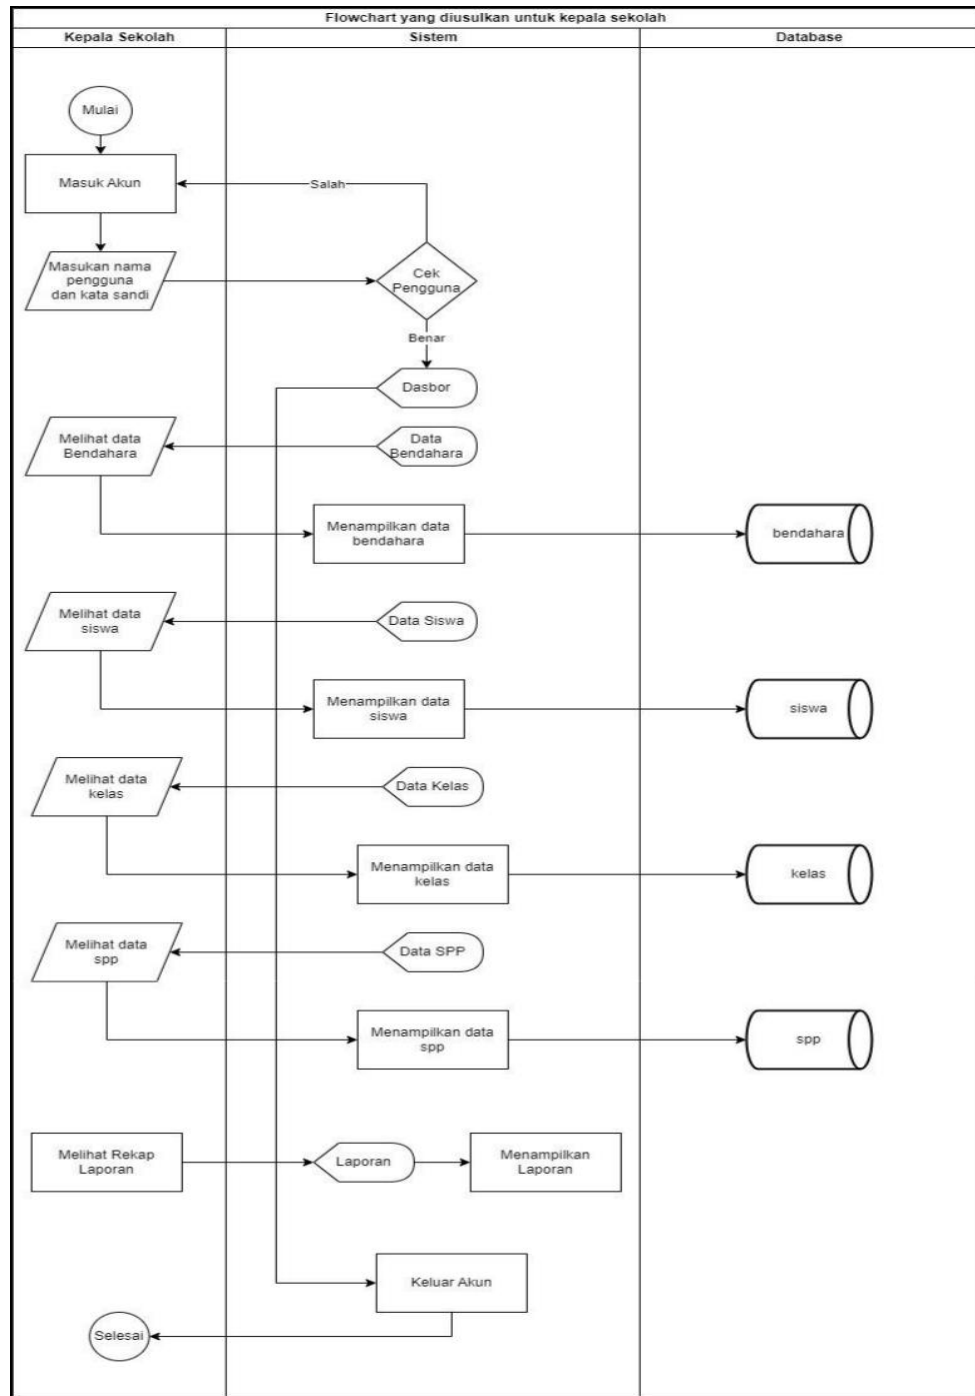 Flowchart yang diusulkan untuk kepala sekolah
Kepala Sekolah
Sistem
Database
Mulai
Masuk Akun
Salah
Masukan nama
pengguna
dan kata sandi
Cek
Pengguna
Benar
Dasbor
Melihat data
Bendahara
Data
Bendahara
Menampilkan data
bendahara
bendahara
Melihat data
siswa
Data Siswa
Menampilkan data
siswa
siswa
Melihat data
kelas
Data Kelas
Menampilkan data
kelas
kelas
Melihat data
spp
Data SPP
Menampilkan data
spp
spp
Melihat Rekap
Laporan
Laporan
Menampilkan
Laporan
Keluar Akun
Selesai